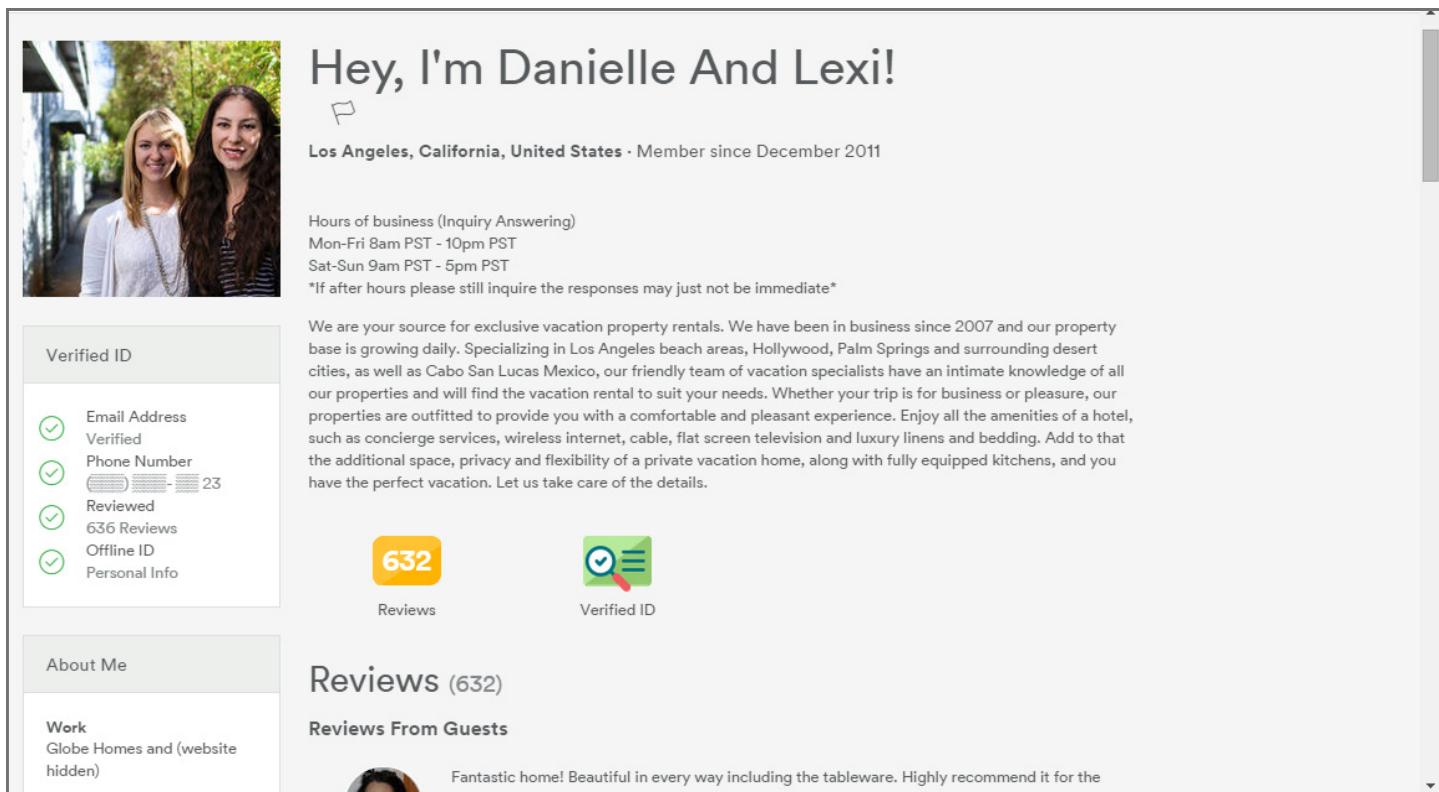 Hey, I'm Danielle And Lexi!
Los Angeles, California, United States · Member since December 2011
Hours of business (Inquiry Answering)
Mon-Fri 8am PST - 10pm PST
Sat-Sun 9am PST - 5pm PST
*If after hours please still inquire the responses may just not be immediate*
We are your source for exclusive vacation property rentals. We have been in business since 2007 and our property
base is growing daily. Specializing in Los Angeles beach areas, Hollywood, Palm Springs and surrounding desert
cities, as well as Cabo San Lucas Mexico, our friendly team of vacation specialists have an intimate knowledge of all
our properties and will find the vacation rental to suit your needs. Whether your trip is for business or pleasure, our
properties are outfitted to provide you with a comfortable and pleasant experience. Enjoy all the amenities of a hotel,
such as concierge services, wireless internet, cable, flat screen television and luxury linens and bedding. Add to that
the additional space, privacy and flexibility of a private vacation home, along with fully equipped kitchens, and you
have the perfect vacation. Let us take care of the details.
Verified ID
Email Address
Verified
Phone Number
(▒▒▒) ▒▒▒- ▒▒ 23
Reviewed
636 Reviews
Offline ID
Personal Info
632
Reviews
Verified ID
About Me
Work
Globe Homes and (website
hidden)
Reviews (632)
Reviews From Guests
Fantastic home! Beautiful in every way including the tableware. Highly recommend it for the